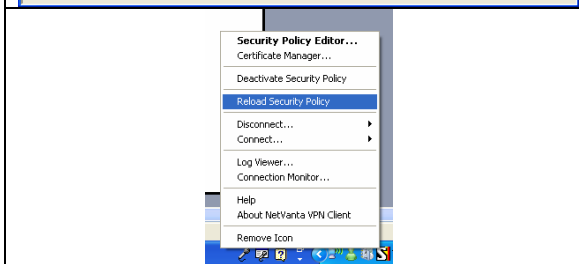 Security Policy Editor...
Certificate Manager...
Deactivate Security Policy
Reload Security Policy
Disconnect...
Connect...
Log Viewer...
Connection Monitor...
Help
About NetVanta VPN Client
Remove Icon